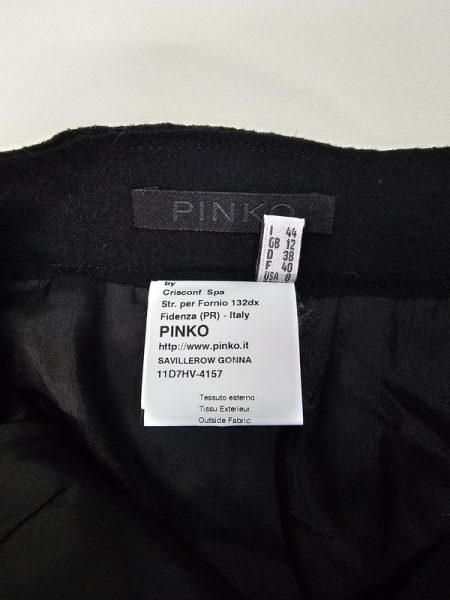 PINKO
I 44
GB 12
D 38
F 40
USA 8
by
Crisconf Spa
Str. per Fornio 132dx
Fidenza (PR) - Italy
PINKO
http://www.pinko.it
SAVILLEROW GONNA
11D7HV-4157
Tessuto esterno.
Tissu Exterieur.
Outside Fabric.